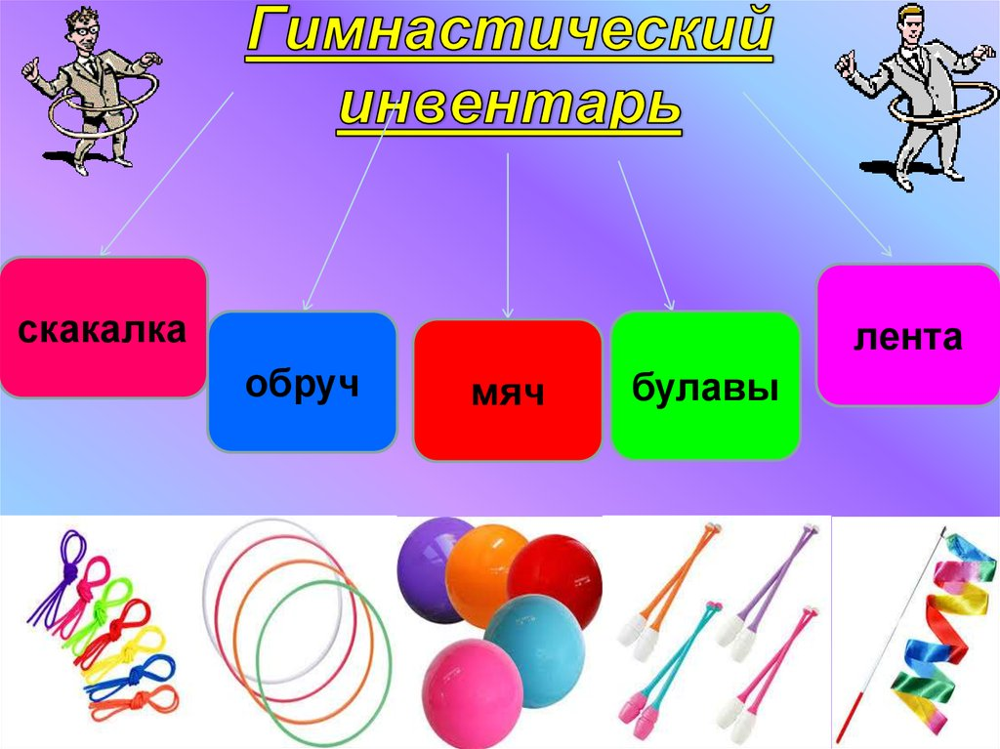 Гимнастический
инвентарь
скакалка
обруч
мяч
булавы
лента